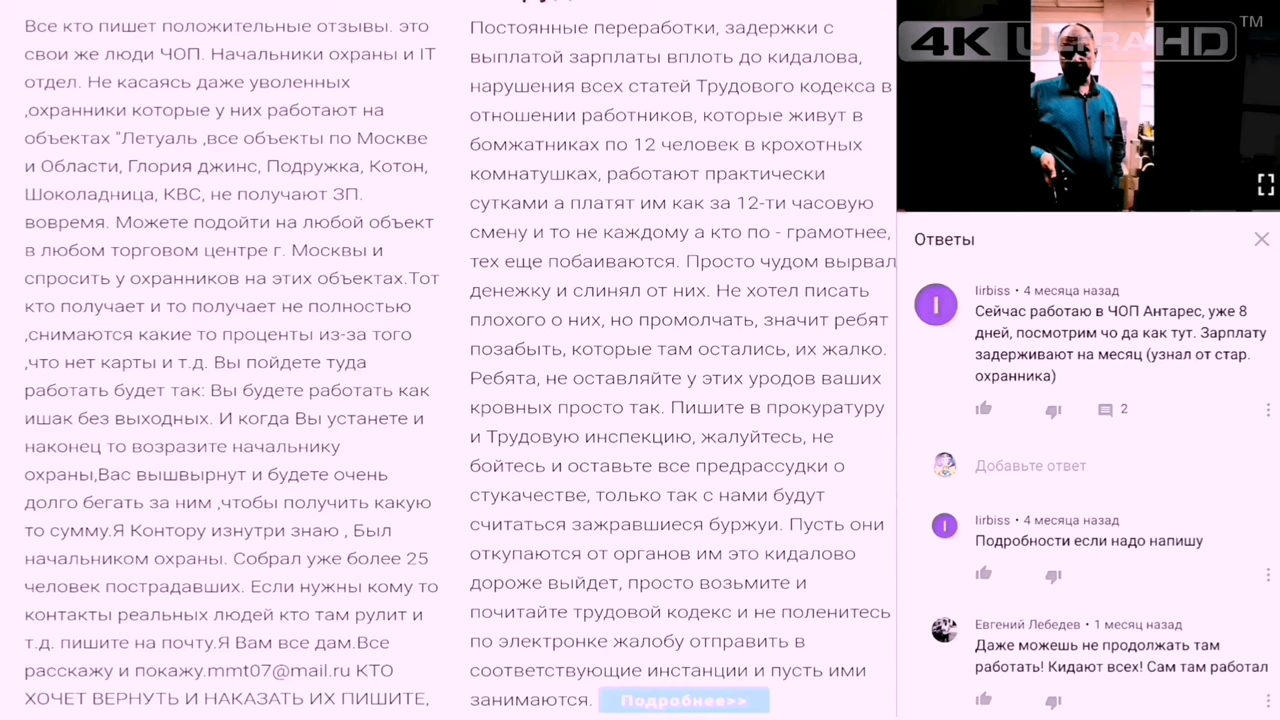 Все кто пишет положительные отзывы. это
свои же люди ЧОП. Начальники охраны и IT
отдел. Не касаясь даже уволенных
,охранники которые у них работают на
объектах "Летуаль ,все объекты по Москве
и Области, Глория джинс, Подружка, Котон,
Шоколадница, КВС, не получают ЗП.
вовремя. Можете подойти на любой объект
в любом торговом центре г. Москвы и
спросить у охранников на этих объектах.Тот
кто получает и то получает не полностью
,снимаются какие то проценты из-за того
,что нет карты и т.д. Вы пойдете туда
работать будет так: Вы будете работать как
ишак без выходных. И когда Вы устанете и
наконец то возразите начальнику
охраны,Вас вышвырнут и будете очень
долго бегать за ним ,чтобы получить какую
то сумму.Я Контору изнутри знаю , Был
начальником охраны. Собрал уже более 25
человек пострадавших. Если нужны кому то
контакты реальных людей кто там рулит и
т.д. пишите на почту.Я Вам все дам.Все
расскажу и покажу.mmt07@mail.ru КТО
ХОЧЕТ ВЕРНУТЬ И НАКАЗАТЬ ИХ ПИШИТЕ,
Постоянные переработки, задержки с
выплатой зарплаты вплоть до кидалова,
нарушения всех статей Трудового кодекса в
отношении работников, которые живут в
бомжатниках по 12 человек в крохотных
комнатушках, работают практически
сутками а платят им как за 12-ти часовую
смену и то не каждому а кто по - грамотнее,
тех еще побаиваются. Просто чудом вырвал
денежку и слинял от них. Не хотел писать
плохого о них, но промолчать, значит ребят
позабыть, которые там остались, их жалко.
Ребята, не оставляйте у этих уродов ваших
кровных просто так. Пишите в прокуратуру
и Трудовую инспекцию, жалуйтесь, не
бойтесь и оставьте все предрассудки о
стукачестве, только так с нами будут
считаться зажравшиеся буржуи. Пусть они
откупаются от органов им это кидалово
дороже выйдет, просто возьмите и
почитайте трудовой кодекс и не поленитесь
по электронке жалобу отправить в
соответствующие инстанции и пусть ими
занимаются.
Подробнее>>
4K ULTRA HD ™
Ответы
Iirbiss • 4 месяца назад
Сейчас работаю в ЧОП Антарес, уже 8
дней, посмотрим чо да как тут. Зарплату
задерживают на месяц (узнал от стар.
охранника)
2
Добавьте ответ
Iirbiss • 4 месяца назад
Подробности если надо напишу
Евгений Лебедев • 1 месяц назад
Даже можешь не продолжать там
работать! Кидают всех! Сам там работал